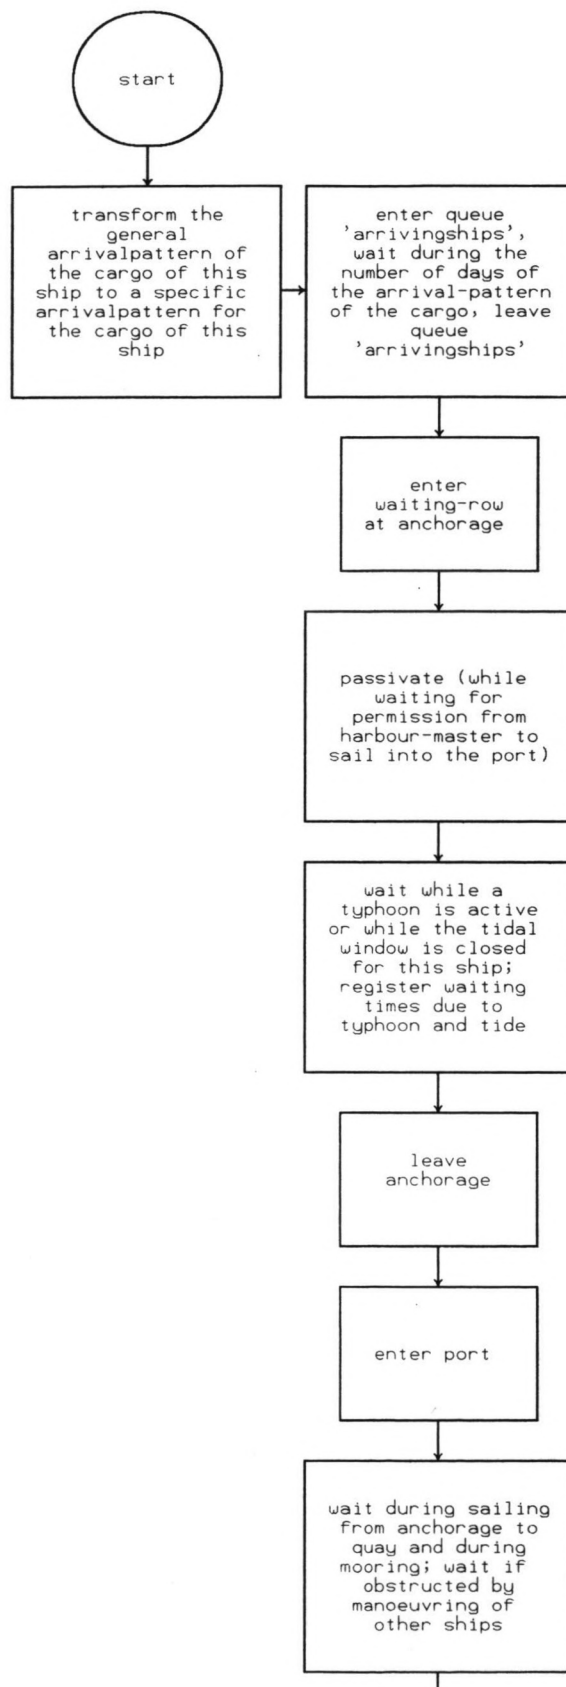 start
transform the
general
arrivalpattern of
the cargo of this
ship to a specific
arrivalpattern for
the cargo of this
ship
enter queue
'arrivingships',
wait during the
number of days of
the arrival-pattern
of the cargo, leave
queue
'arrivingships'
enter
waiting-row
at anchorage
passivate (while
waiting for
permission from
harbour-master to
sail into the port)
wait while a
typhoon is active
or while the tidal
window is closed
for this ship;
register waiting
times due to
typhoon and tide
leave
anchorage
enter port
wait during sailing
from anchorage to
quay and during
mooring; wait if
obstructed by
manoeuvring of
other ships